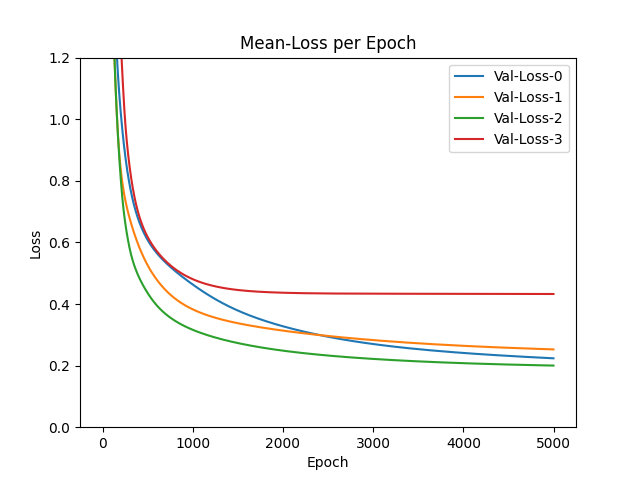 Mean-Loss per Epoch
Val-Loss-0
Val-Loss-1
Val-Loss-2
Val-Loss-3
Loss
1.2
1.0
0.8
0.6
0.4
0.2
0.0
0 1000 2000 3000 4000 5000
Epoch